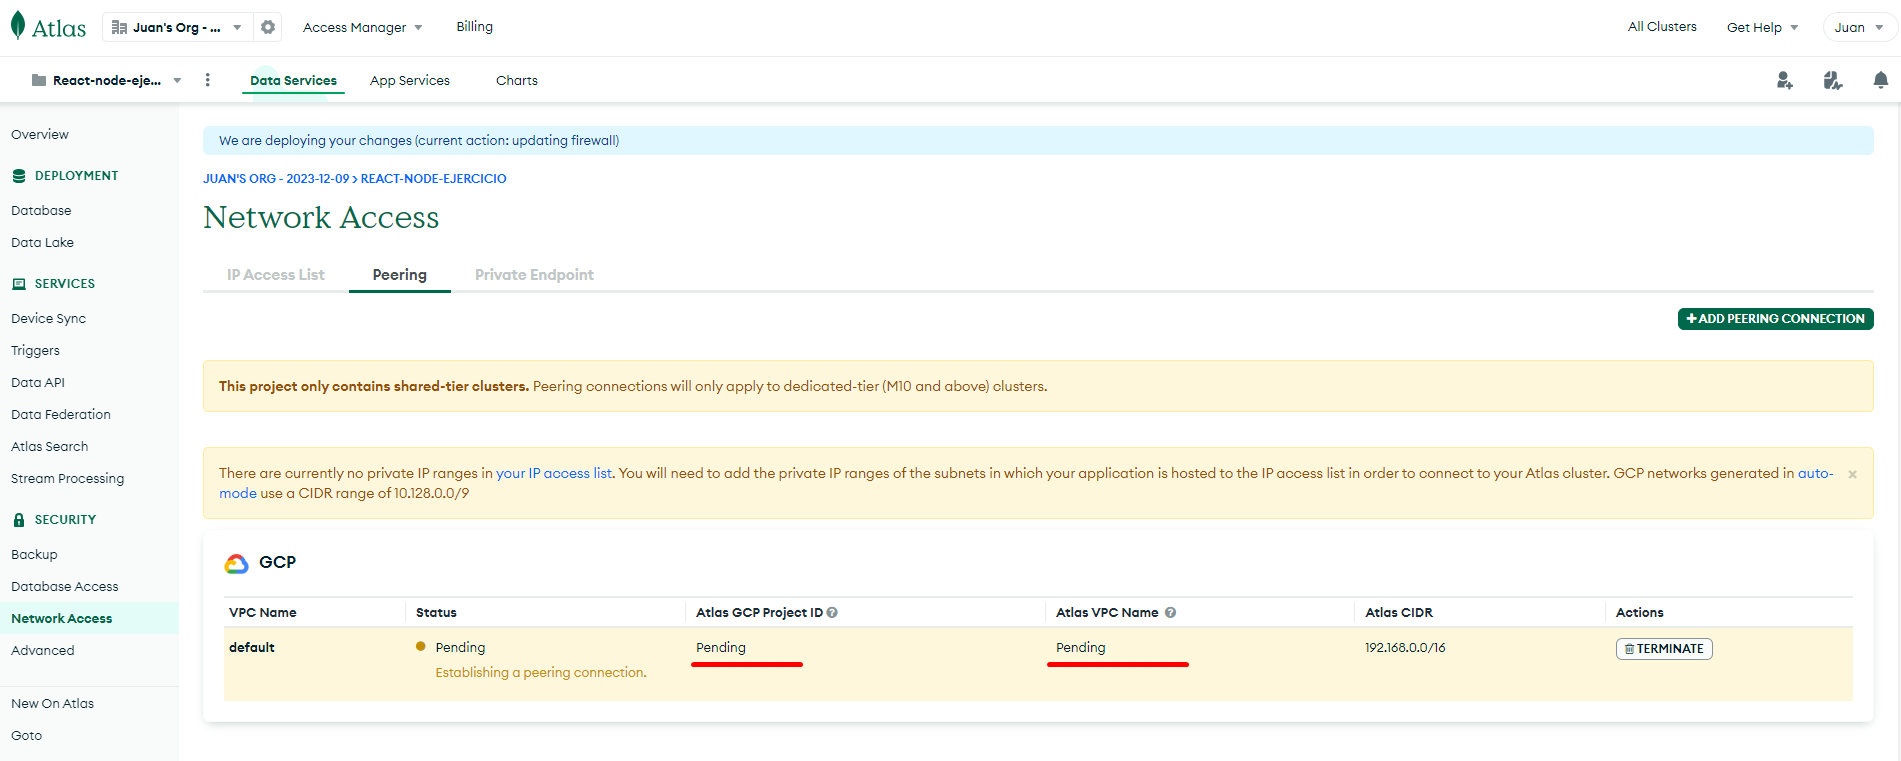 Atlas Juan's Org - ... Access Manager Billing All Clusters Get Help Juan
React-node-eje... Data Services App Services Charts
Overview
DEPLOYMENT
Database
Data Lake
SERVICES
Device Sync
Triggers
Data API
Data Federation
Atlas Search
Stream Processing
SECURITY
Backup
Database Access
Network Access
Advanced
New On Atlas
Goto
We are deploying your changes (current action: updating firewall)
JUAN'S ORG - 2023-12-09 > REACT-NODE-EJERCICIO
Network Access
IP Access List Peering Private Endpoint
+ ADD PEERING CONNECTION
This project only contains shared-tier clusters. Peering connections will only apply to dedicated-tier (M10 and above) clusters.
There are currently no private IP ranges in your IP access list. You will need to add the private IP ranges of the subnets in which your application is hosted to the IP access list in order to connect to your Atlas cluster. GCP networks generated in auto-
mode use a CIDR range of 10.128.0.0/9
GCP
VPC Name Status Atlas GCP Project ID Atlas VPC Name Atlas CIDR Actions
default Pending Pending Pending 192.168.0.0/16 TERMINATE
Establishing a peering connection.